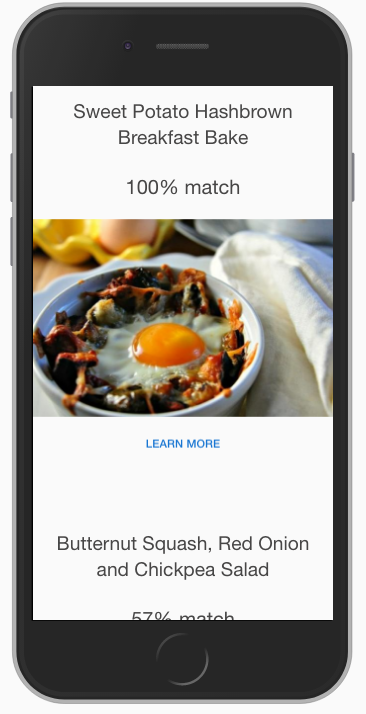 Sweet Potato Hashbrown
Breakfast Bake
100% match
LEARN MORE
Butternut Squash, Red Onion
and Chickpea Salad
57% match